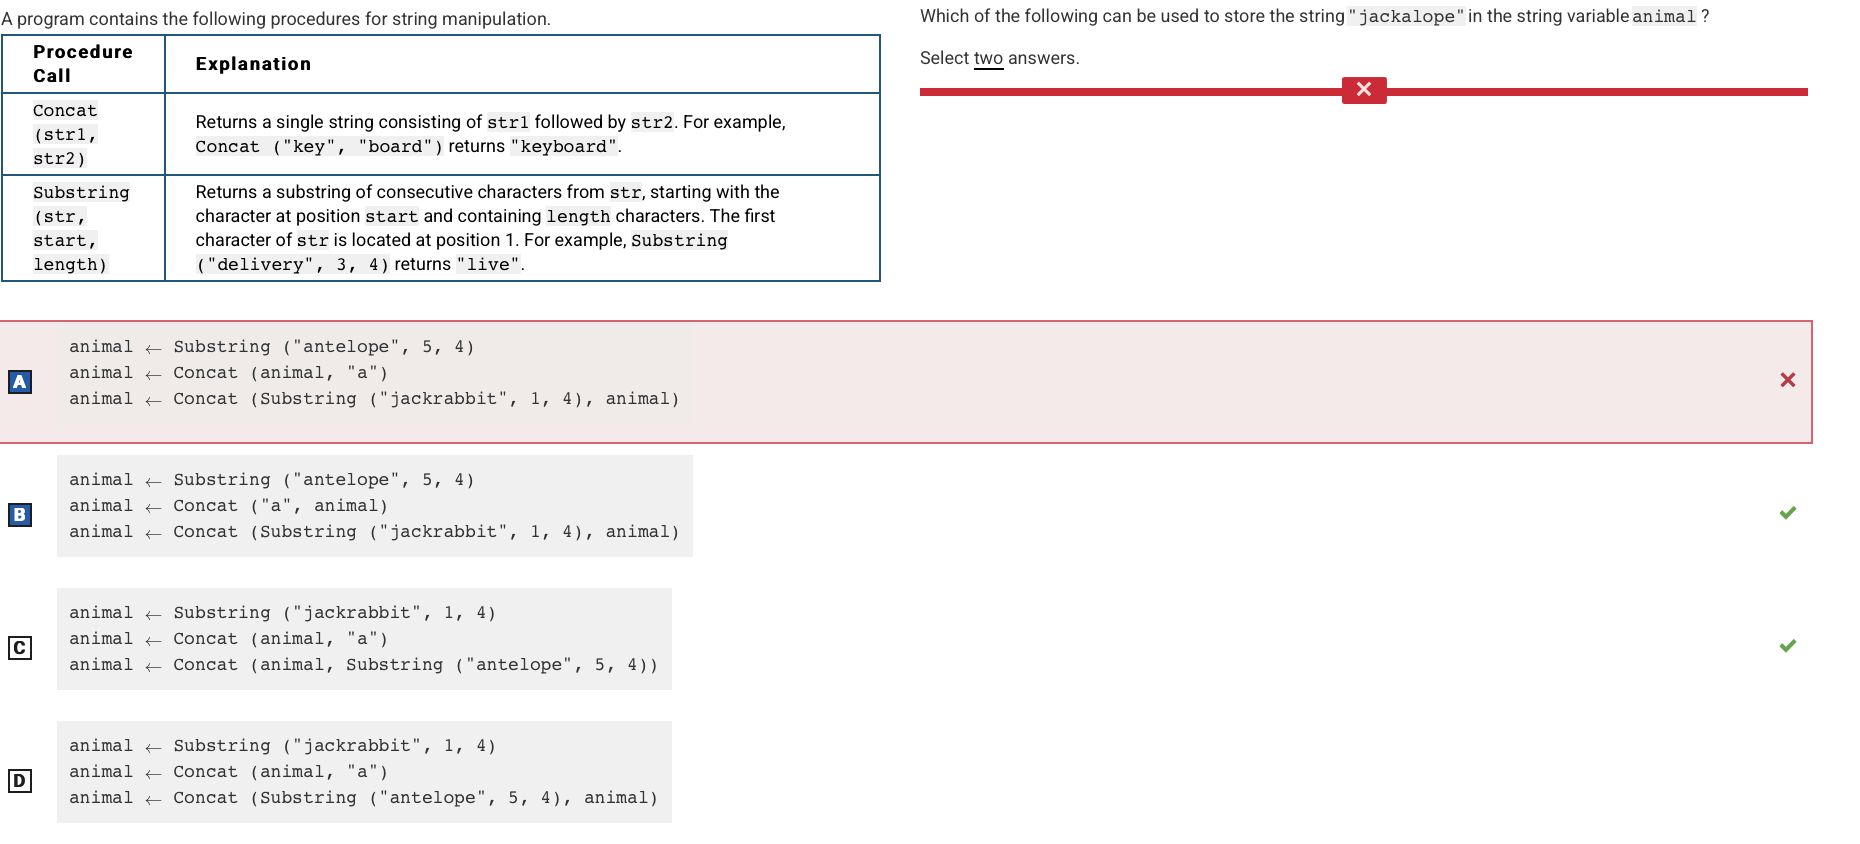 A program contains the following procedures for string manipulation.
Procedure
Call
Explanation
Concat
(str1,
str2)
Returns a single string consisting of str1 followed by str2. For example,
Concat ("key", "board") returns "keyboard".
Substring
(str,
start,
length)
Returns a substring of consecutive characters from str, starting with the
character at position start and containing length characters. The first
character of str is located at position 1. For example, Substring
("delivery", 3, 4) returns "live".
Which of the following can be used to store the string "jackalope" in the string variable animal ?
Select two answers.
A
animal ← Substring ("antelope", 5, 4)
animal ← Concat (animal, "a")
animal ← Concat (Substring ("jackrabbit", 1, 4), animal)
B
animal ← Substring ("antelope", 5, 4)
animal ← Concat ("a", animal)
animal ← Concat (Substring ("jackrabbit", 1, 4), animal)
C
animal ← Substring ("jackrabbit", 1, 4)
animal ← Concat (animal, "a")
animal ← Concat (animal, Substring ("antelope", 5, 4))
D
animal ← Substring ("jackrabbit", 1, 4)
animal ← Concat (animal, "a")
animal ← Concat (Substring ("antelope", 5, 4), animal)